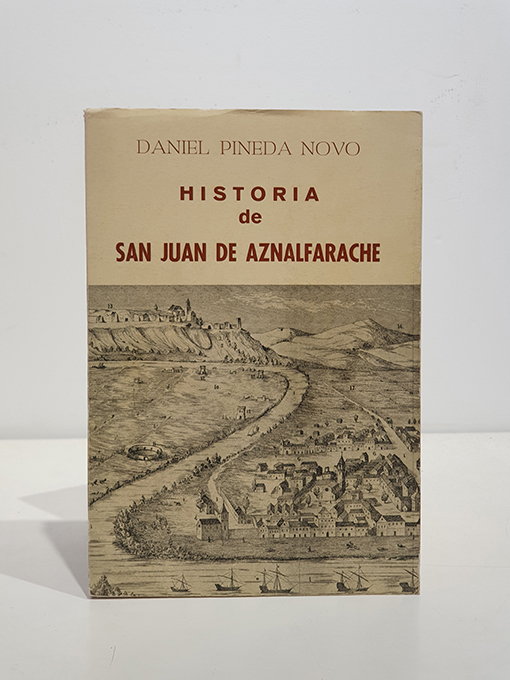 DANIEL PINEDA NOVO
HISTORIA
de
SAN JUAN DE AZNALFARACHE